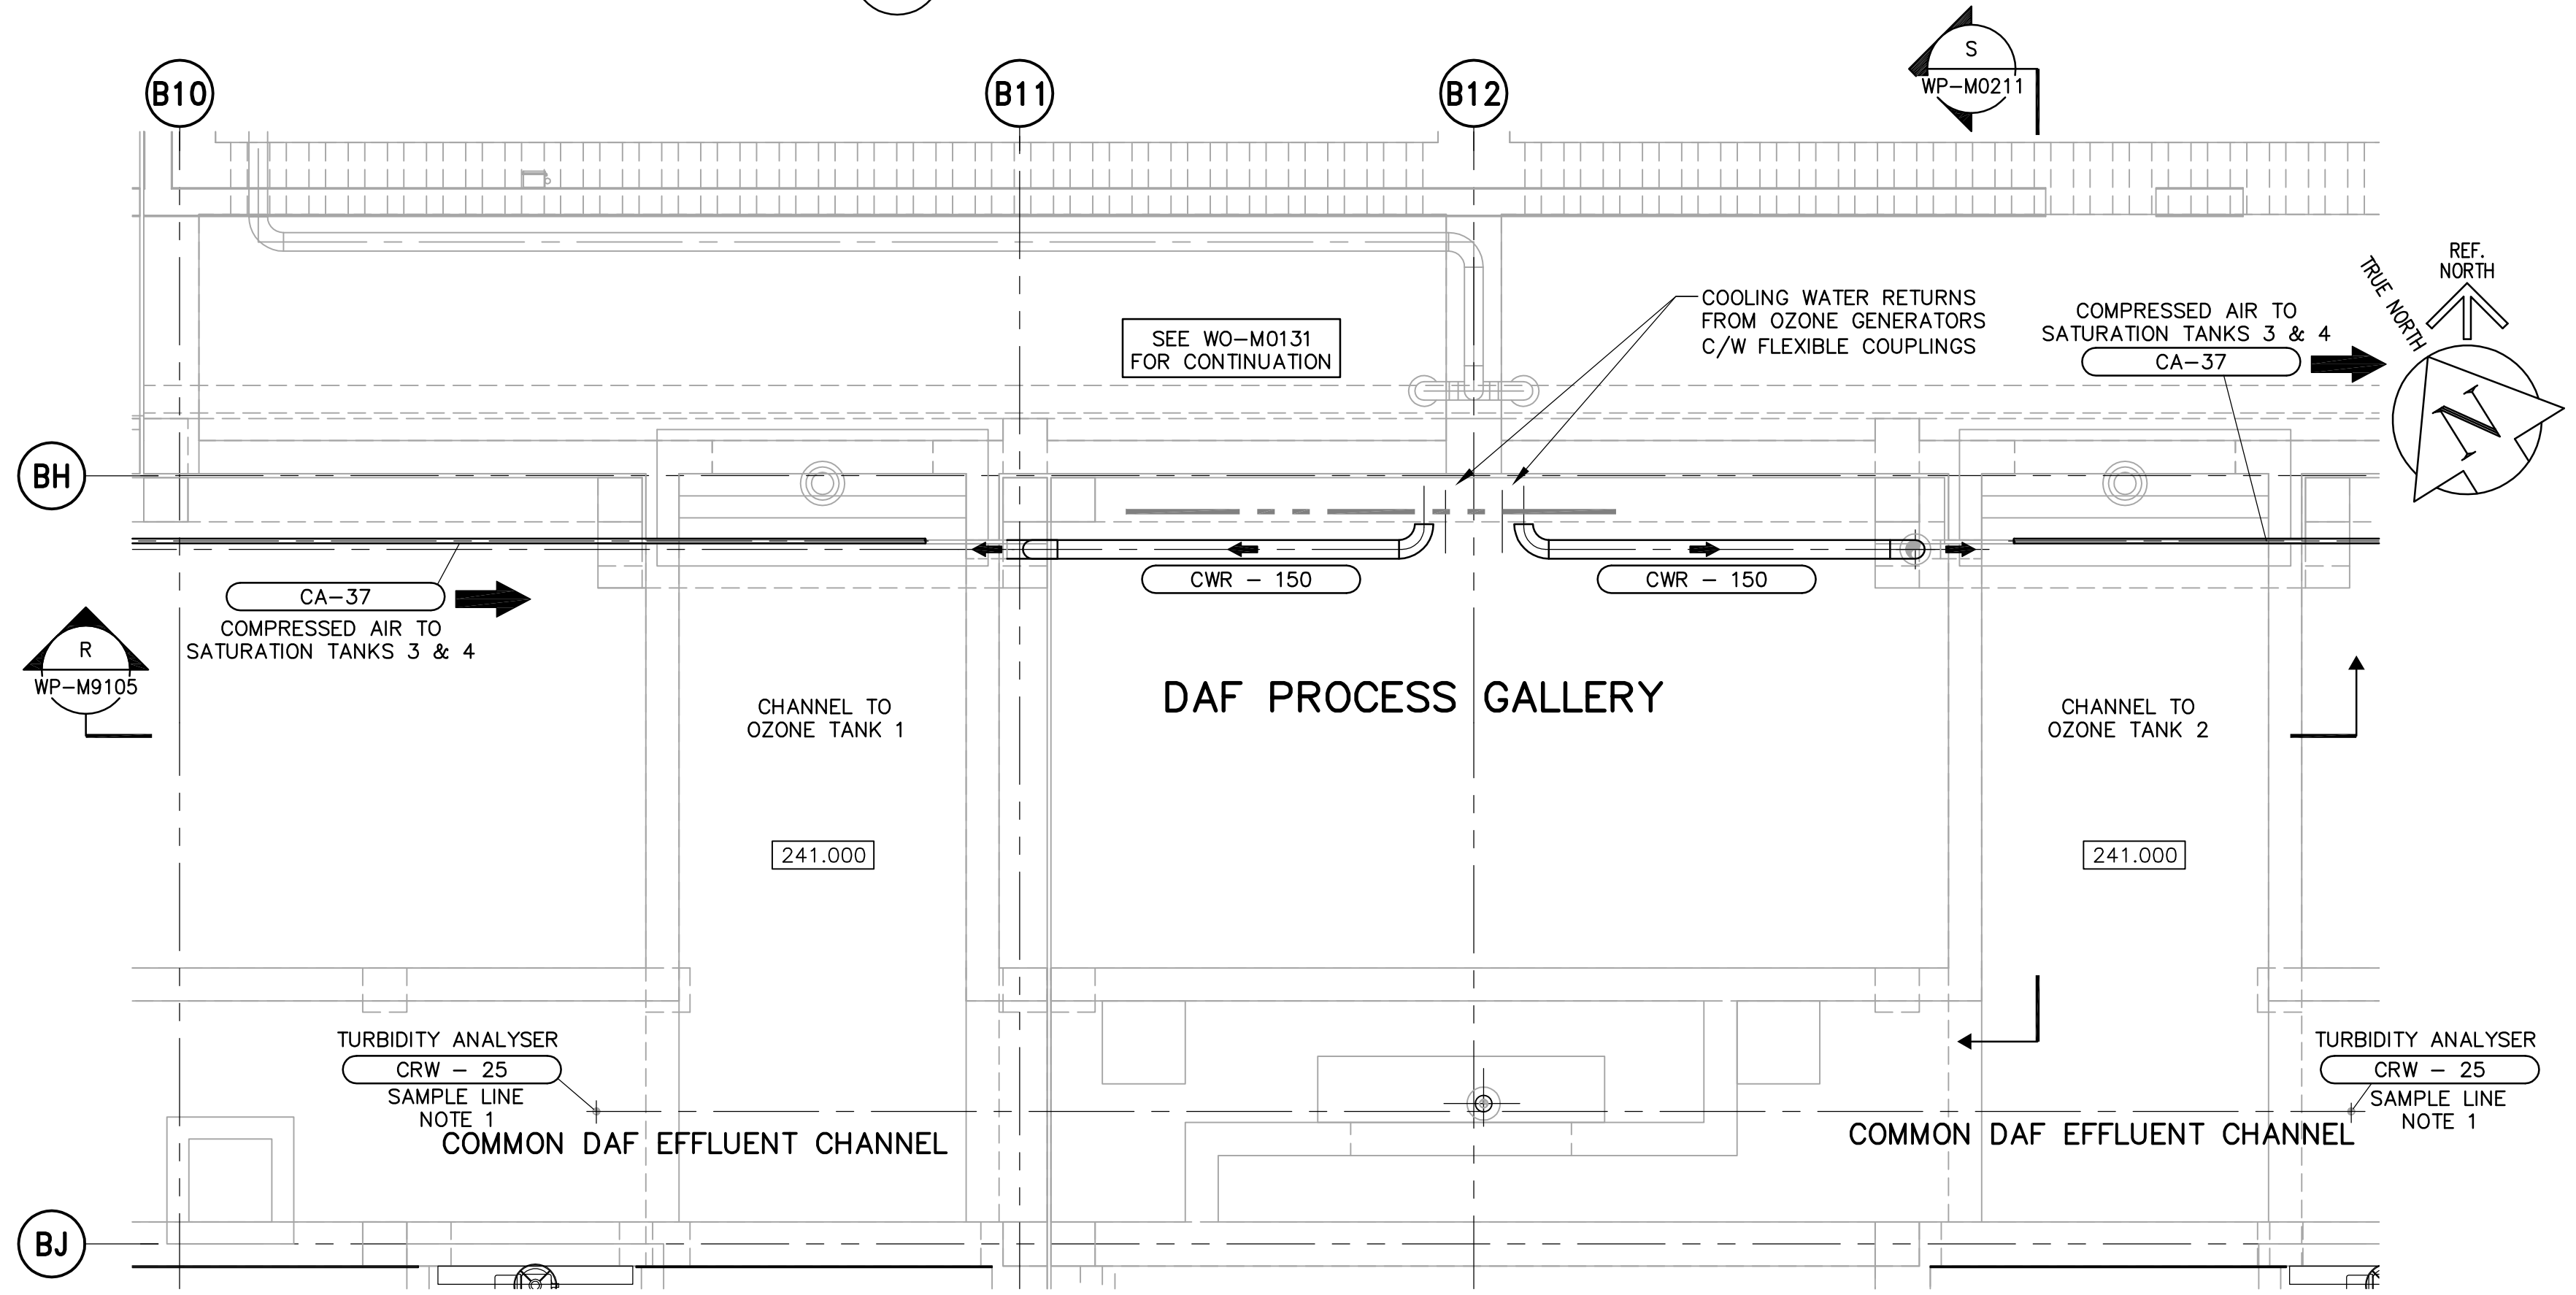 B10
B11
B12
S
WP-M0211
REF.
NORTH
TRUE NORTH
N
COOLING WATER RETURNS
FROM OZONE GENERATORS
C/W FLEXIBLE COUPLINGS
COMPRESSED AIR TO
SATURATION TANKS 3 & 4
CA-37
SEE WO-M0131
FOR CONTINUATION
BH
CWR - 150
CWR - 150
CA-37
COMPRESSED AIR TO
SATURATION TANKS 3 & 4
R
WP-M9105
DAF PROCESS GALLERY
CHANNEL TO
OZONE TANK 1
CHANNEL TO
OZONE TANK 2
241.000
241.000
TURBIDITY ANALYSER
CRW - 25
SAMPLE LINE
NOTE 1
COMMON DAF EFFLUENT CHANNEL
TURBIDITY ANALYSER
CRW - 25
SAMPLE LINE
NOTE 1
COMMON DAF EFFLUENT CHANNEL
BJ